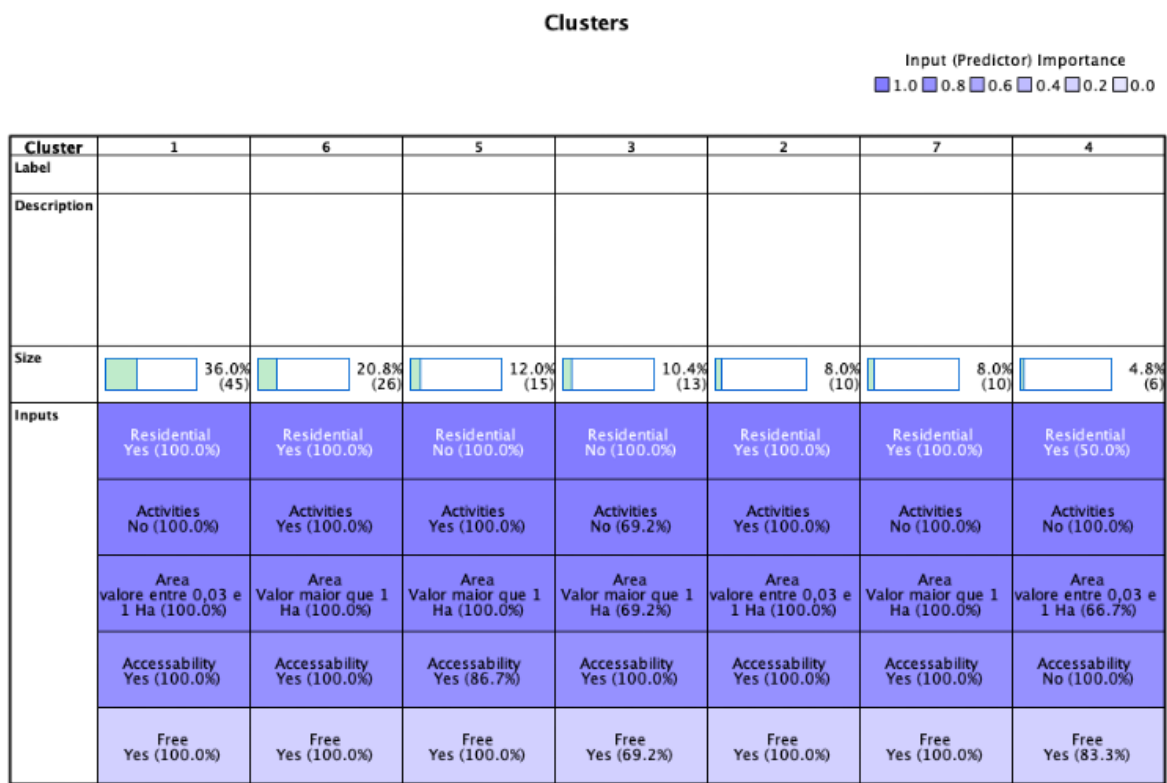 Clusters
Input (Predictor) Importance
1.0 0.8 0.6 0.4 0.2 0.0
Cluster 1 6 5 3 2 7 4
Label
Description
Size
36.0% 20.8% 12.0% 10.4% 8.0% 8.0% 4.8%
(45) (26) (15) (13) (10) (10) (6)
Inputs
Residential Residential Residential Residential Residential Residential Residential
Yes (100.0%) Yes (100.0%) No (100.0%) No (100.0%) Yes (100.0%) Yes (100.0%) Yes (50.0%)
Activities Activities Activities Activities Activities Activities Activities
No (100.0%) Yes (100.0%) Yes (100.0%) No (69.2%) Yes (100.0%) No (100.0%) No (100.0%)
Area Area Area Area Area Area Area
valore entre 0,03 e Valor maior que 1 Valor maior que 1 Valor maior que 1 valore entre 0,03 e Valor maior que 1 valore entre 0,03 e
1 Ha (100.0%) Ha (100.0%) Ha (100.0%) Ha (69.2%) 1 Ha (100.0%) Ha (100.0%) 1 Ha (66.7%)
Accessability Accessability Accessability Accessability Accessability Accessability Accessability
Yes (100.0%) Yes (100.0%) Yes (86.7%) Yes (100.0%) Yes (100.0%) Yes (100.0%) No (100.0%)
Free Free Free Free Free Free Free
Yes (100.0%) Yes (100.0%) Yes (100.0%) Yes (69.2%) Yes (100.0%) Yes (100.0%) Yes (83.3%)